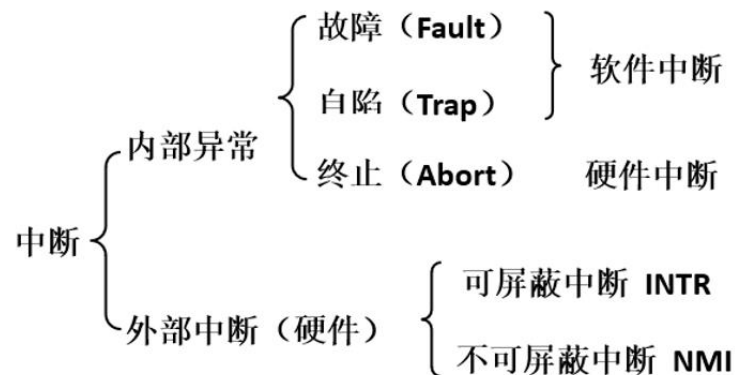 故障（Fault）
软件中断
自陷（Trap）
内部异常
终止（Abort）
硬件中断
中断
可屏蔽中断 INTR
外部中断（硬件）
不可屏蔽中断 NMI